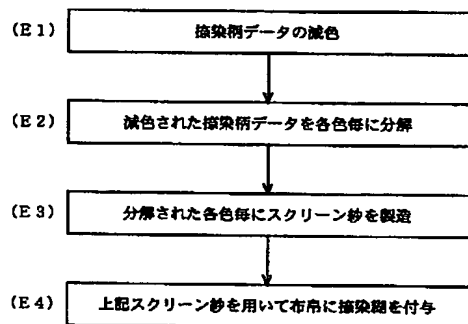 (E1) 捺染柄データの減色
(E2) 減色された捺染柄データを各色毎に分解
(E3) 分解された各色毎にスクリーン紗を製造
(E4) 上記スクリーン紗を用いて布帛に捺染糊を付与